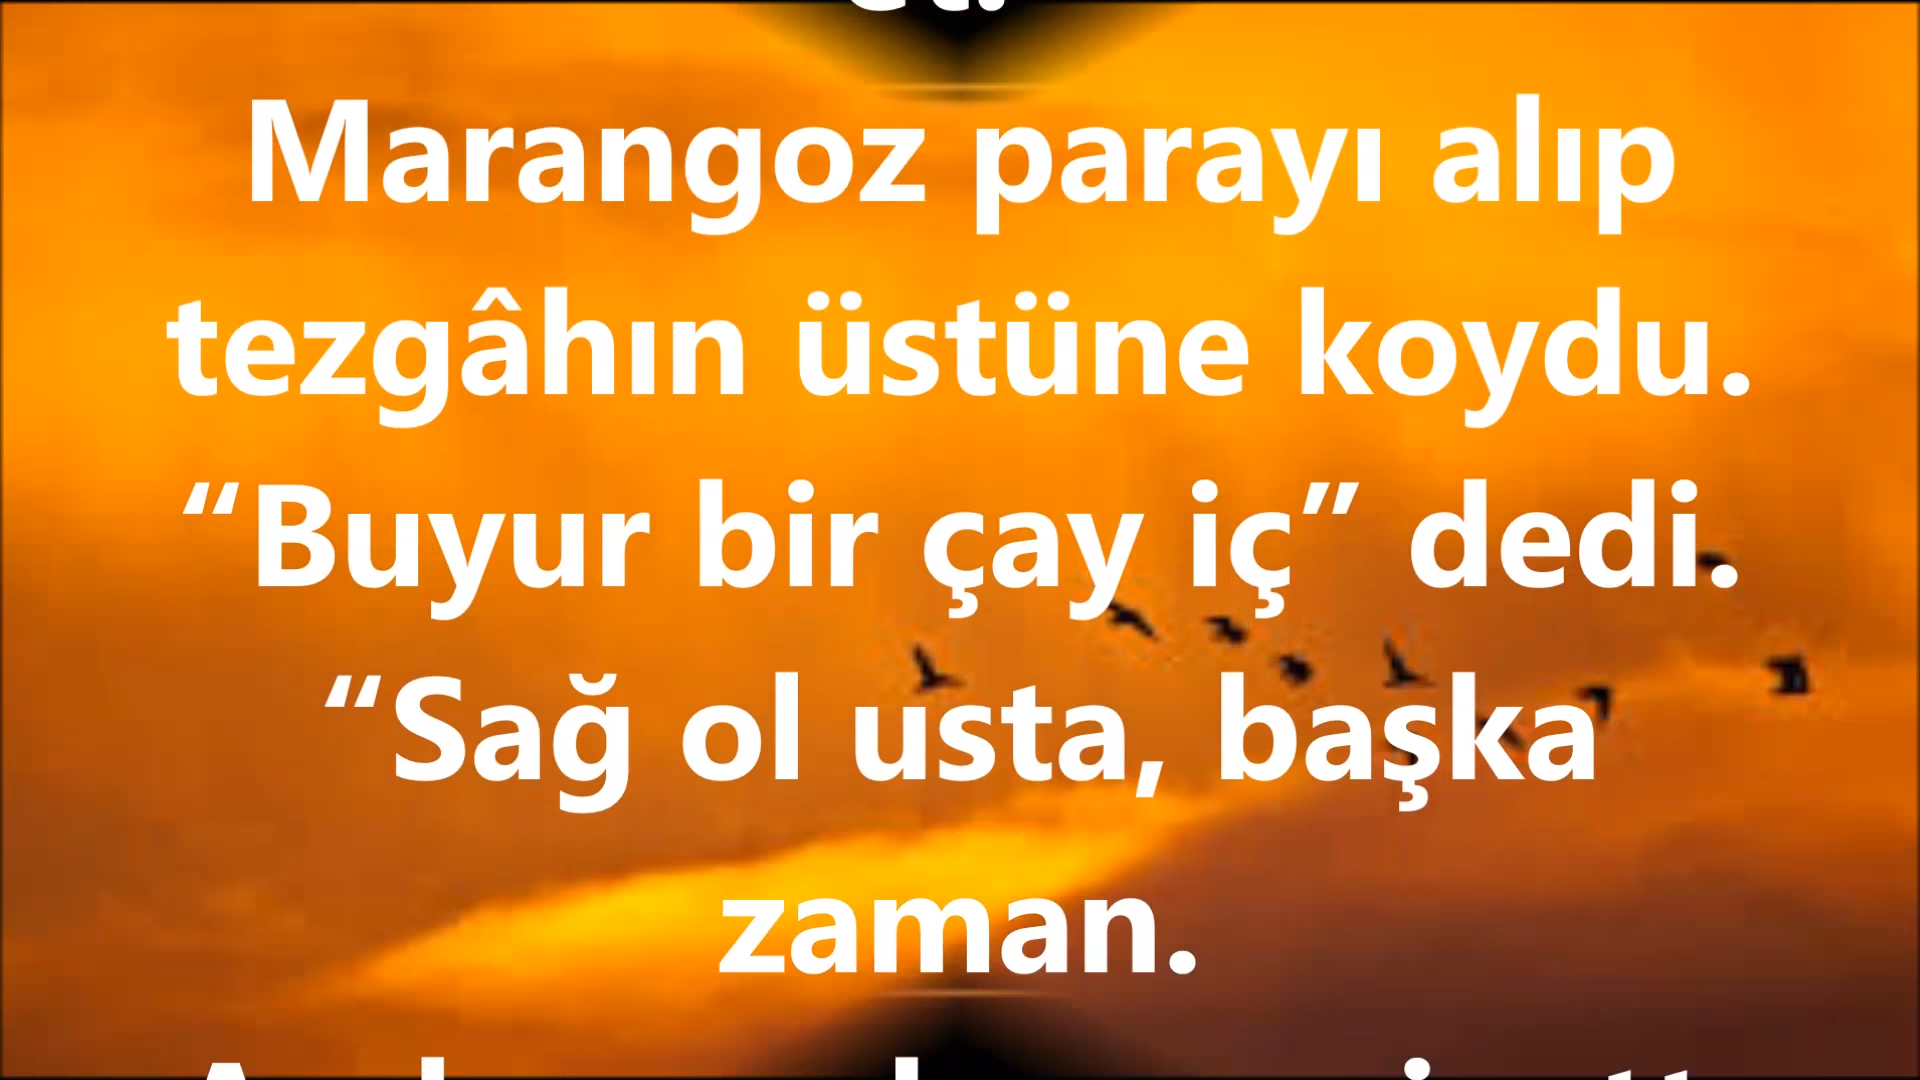 Marangoz parayı alıp
tezgâhın üstüne koydu.
“Buyur bir çay iç” dedi.
“Sağ ol usta, başka
zaman.